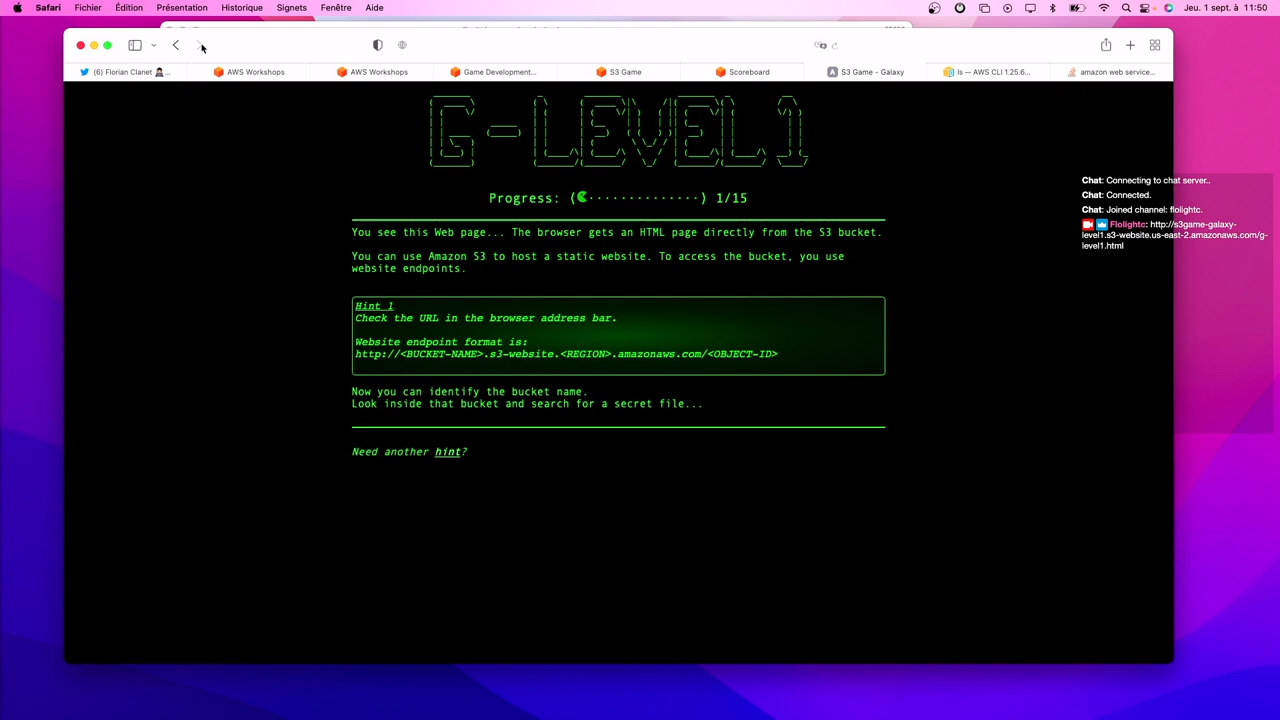 Safari Fichier Édition Présentation Historique Signets Fenêtre Aide Jeu. 1 sept. à 11:50
(6) Florian Clanet AWS Workshops AWS Workshops Game Development... S3 Game Scoreboard S3 Game - Galaxy ls — AWS CLI 1.25.6... amazon web service...
G-LEVEL1
Progress: (·············) 1/15
You see this Web page... The browser gets an HTML page directly from the S3 bucket.
You can use Amazon S3 to host a static website. To access the bucket, you use
website endpoints.
Hint 1
Check the URL in the browser address bar.
Website endpoint format is:
http://<BUCKET-NAME>.s3-website.<REGION>.amazonaws.com/<OBJECT-ID>
Now you can identify the bucket name.
Look inside that bucket and search for a secret file...
Need another hint?
Chat: Connecting to chat server..
Chat: Connected.
Chat: Joined channel: flolightc.
Flolightc: http://s3game-galaxy-
level1.s3-website.us-east-2.amazonaws.com/g-
level1.html